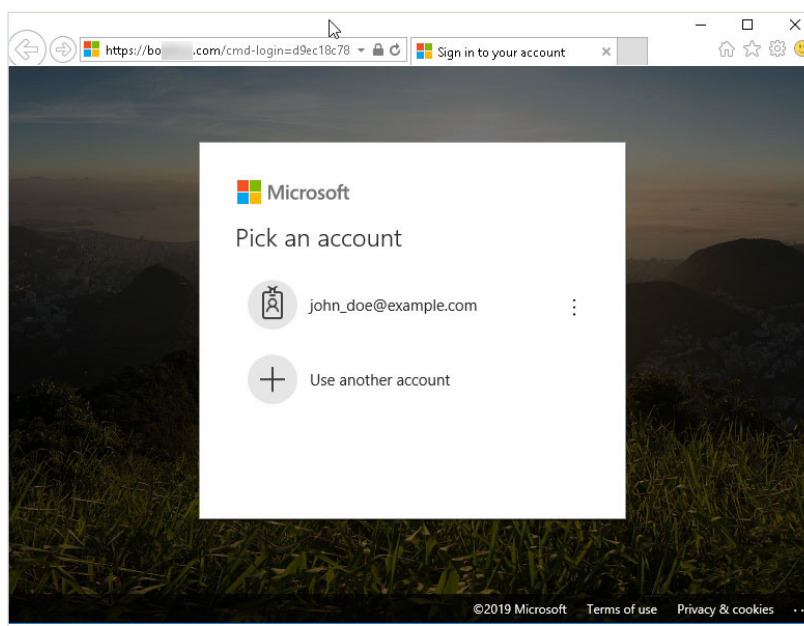 https://bo .com/cmd-login=d9ec18c78
Sign in to your account
Microsoft
Pick an account
john_doe@example.com
Use another account
©2019 Microsoft Terms of use Privacy & cookies